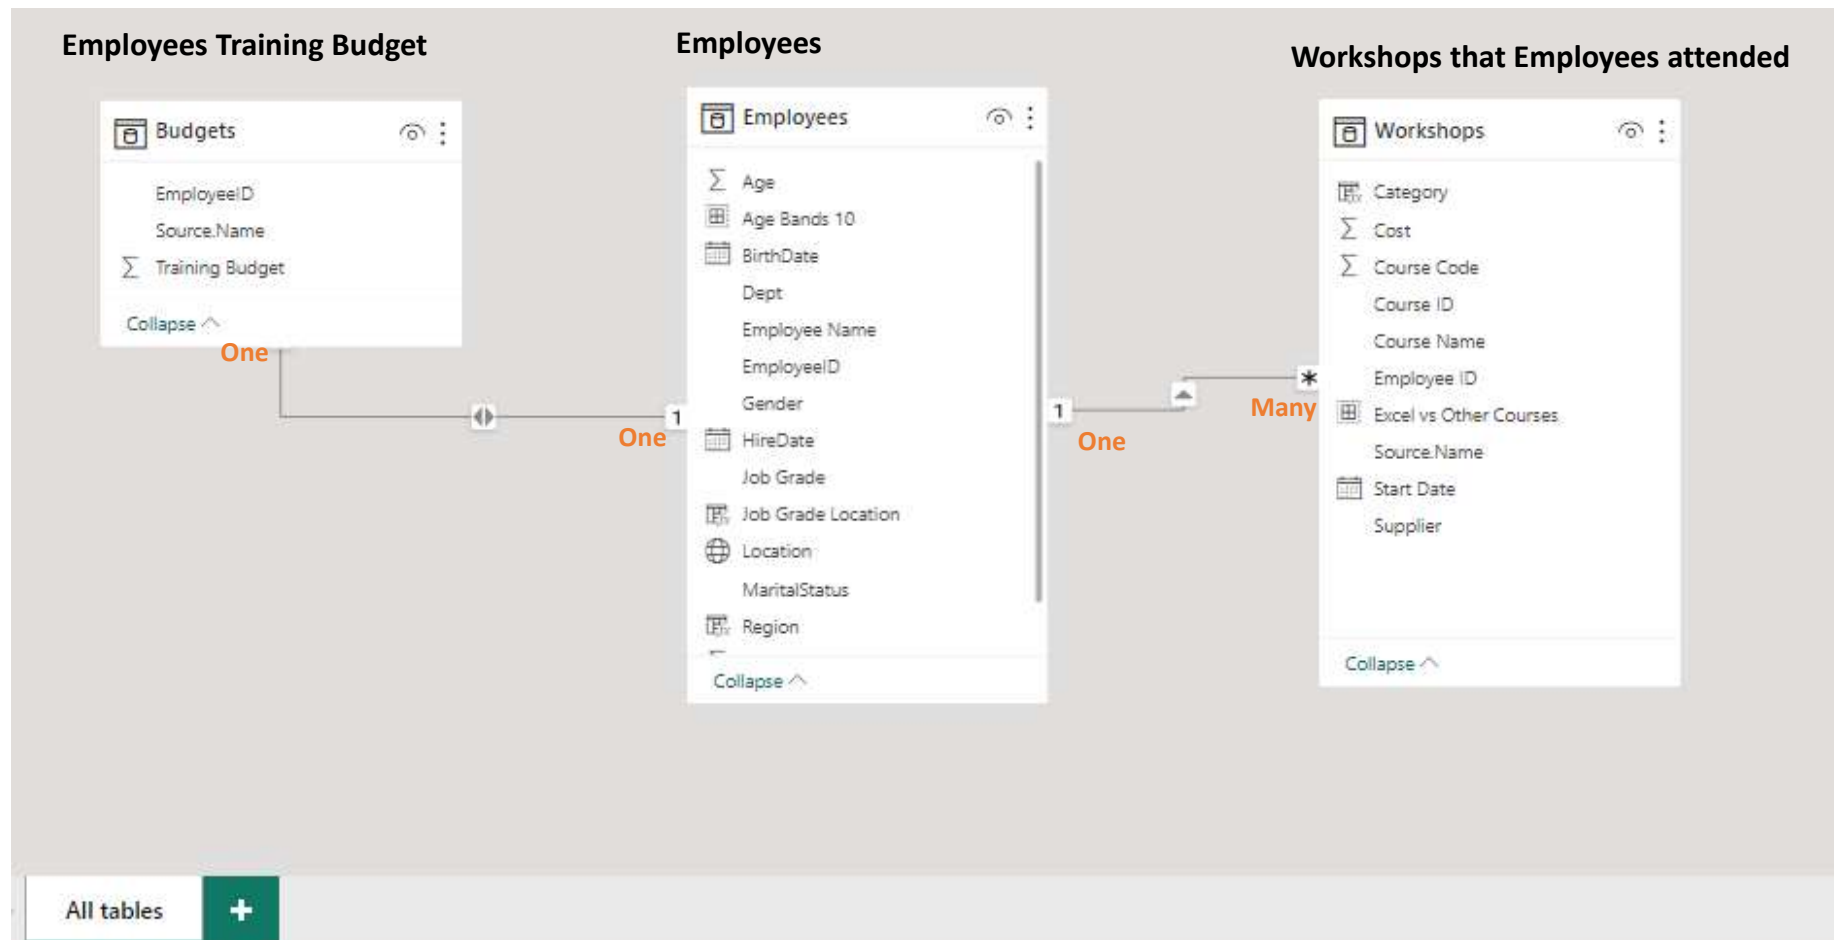 Employees Training Budget
Employees
Workshops that Employees attended
Budgets
EmployeeID
Source.Name
Training Budget
Collapse
One
Employees
Age
Age Bands 10
BirthDate
Dept
Employee Name
EmployeeID
Gender
HireDate
Job Grade
Job Grade Location
Location
MaritalStatus
Region
Collapse
1
One
1
One
*
Many
Workshops
Category
Cost
Course Code
Course ID
Course Name
Employee ID
Excel vs Other Courses
Source.Name
Start Date
Supplier
Collapse
All tables
+